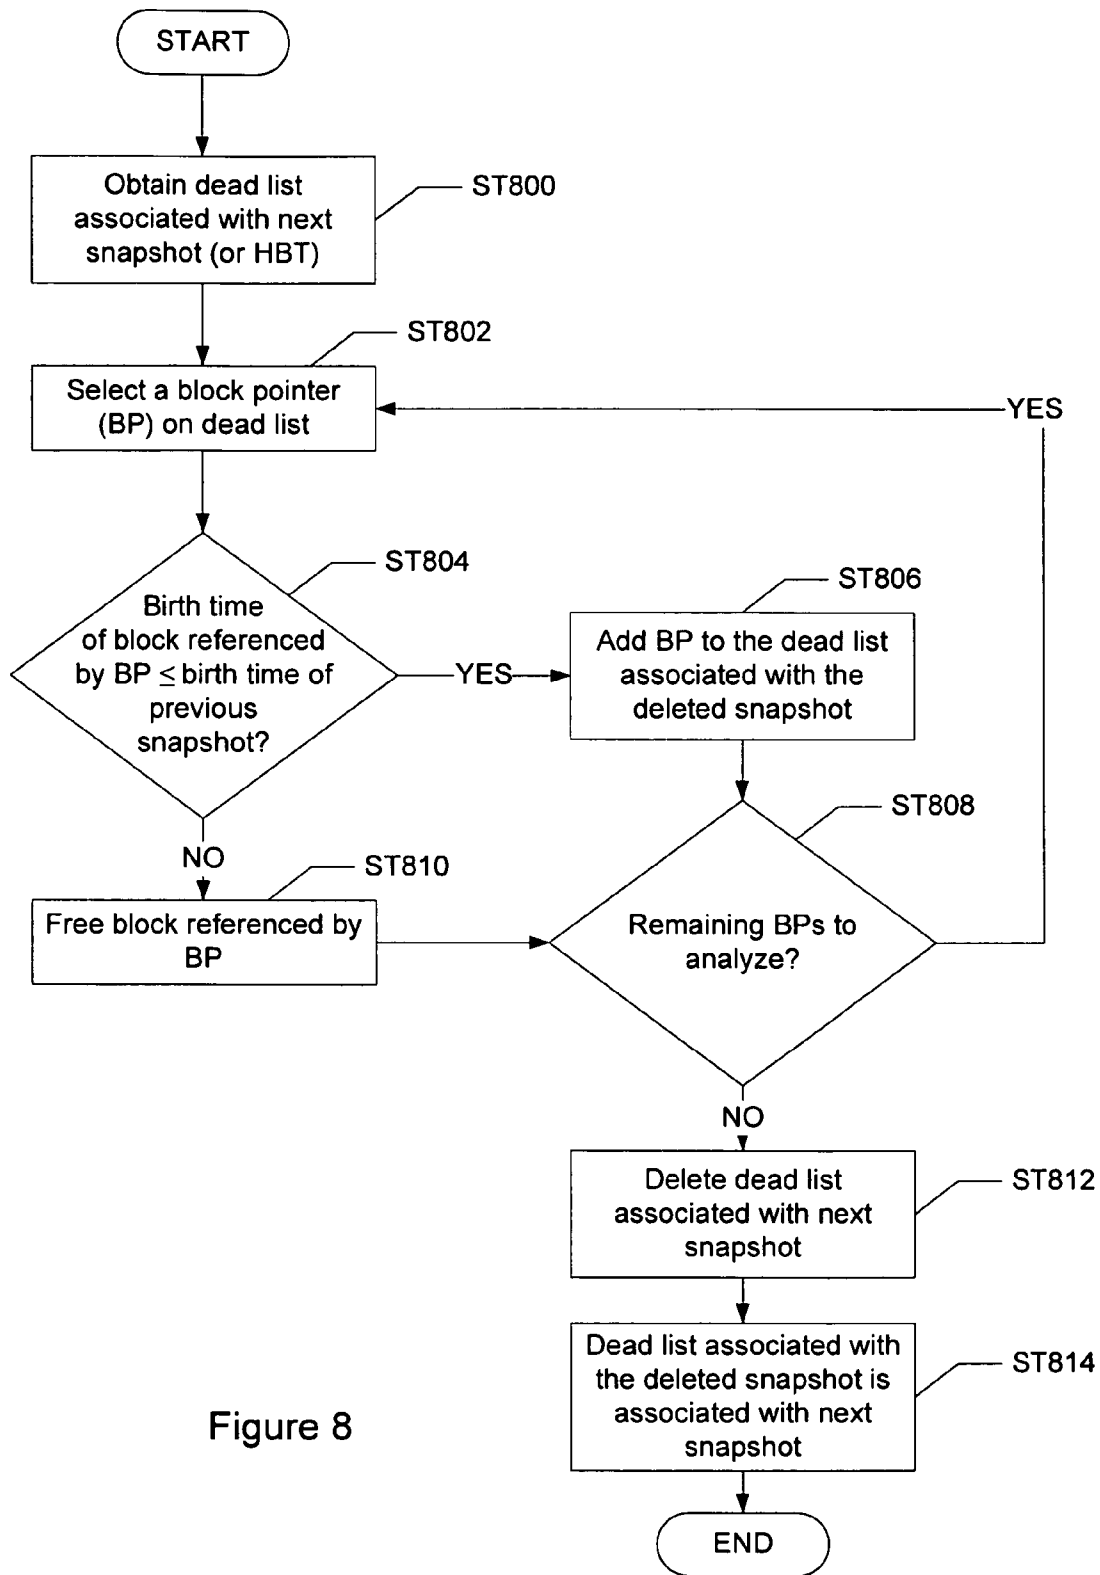 START
Obtain dead list
associated with next
snapshot (or HBT)
ST800
ST802
Select a block pointer
(BP) on dead list
YES
ST804
Birth time
of block referenced
by BP ≤ birth time of
previous
snapshot?
YES
ST806
Add BP to the dead list
associated with the
deleted snapshot
NO
ST810
Free block referenced by
BP
ST808
Remaining BPs to
analyze?
NO
Delete dead list
associated with next
snapshot
ST812
Dead list associated with
the deleted snapshot is
associated with next
snapshot
ST814
Figure 8
END